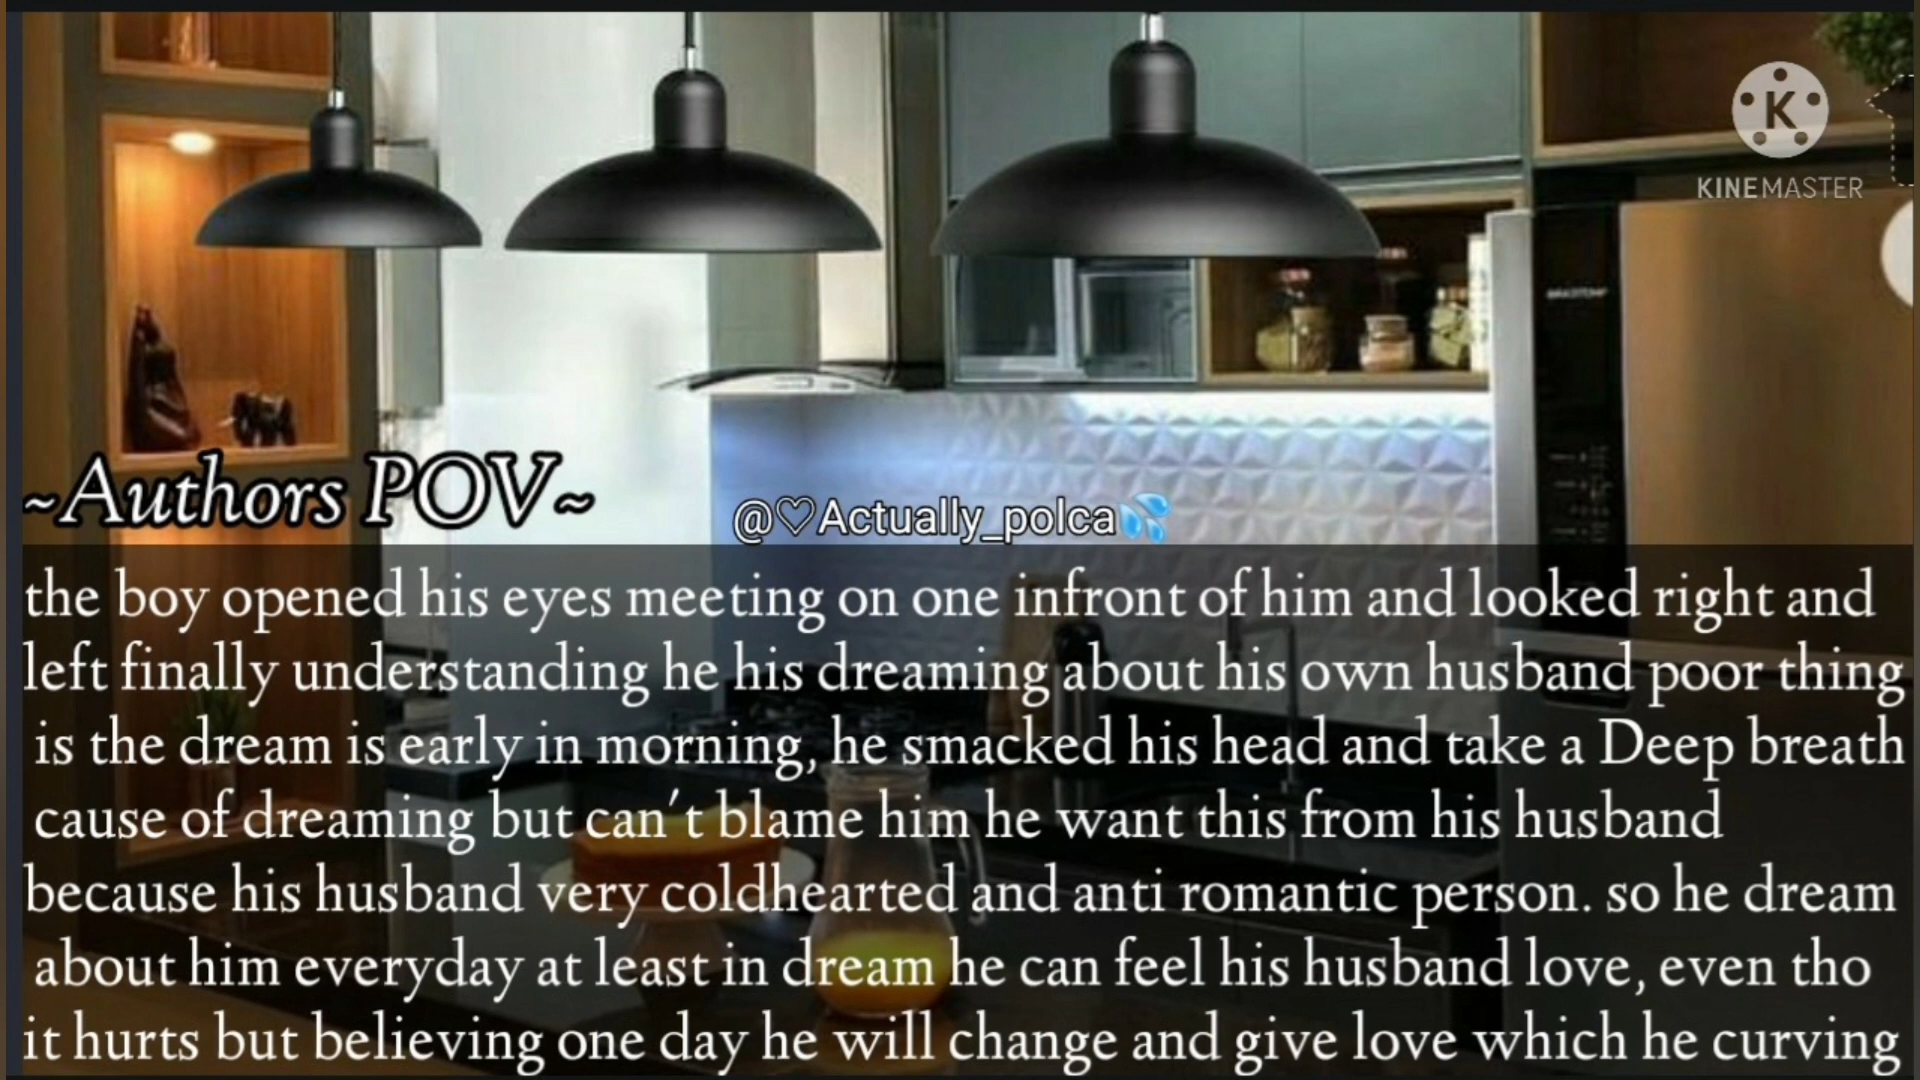 KINEMASTER
~Authors POV~
@♡Actually_polca💦
the boy opened his eyes meeting on one infront of him and looked right and
left finally understanding he his dreaming about his own husband poor thing
is the dream is early in morning, he smacked his head and take a Deep breath
cause of dreaming but can't blame him he want this from his husband
because his husband very coldhearted and anti romantic person. so he dream
about him everyday at least in dream he can feel his husband love, even tho
it hurts but believing one day he will change and give love which he curving